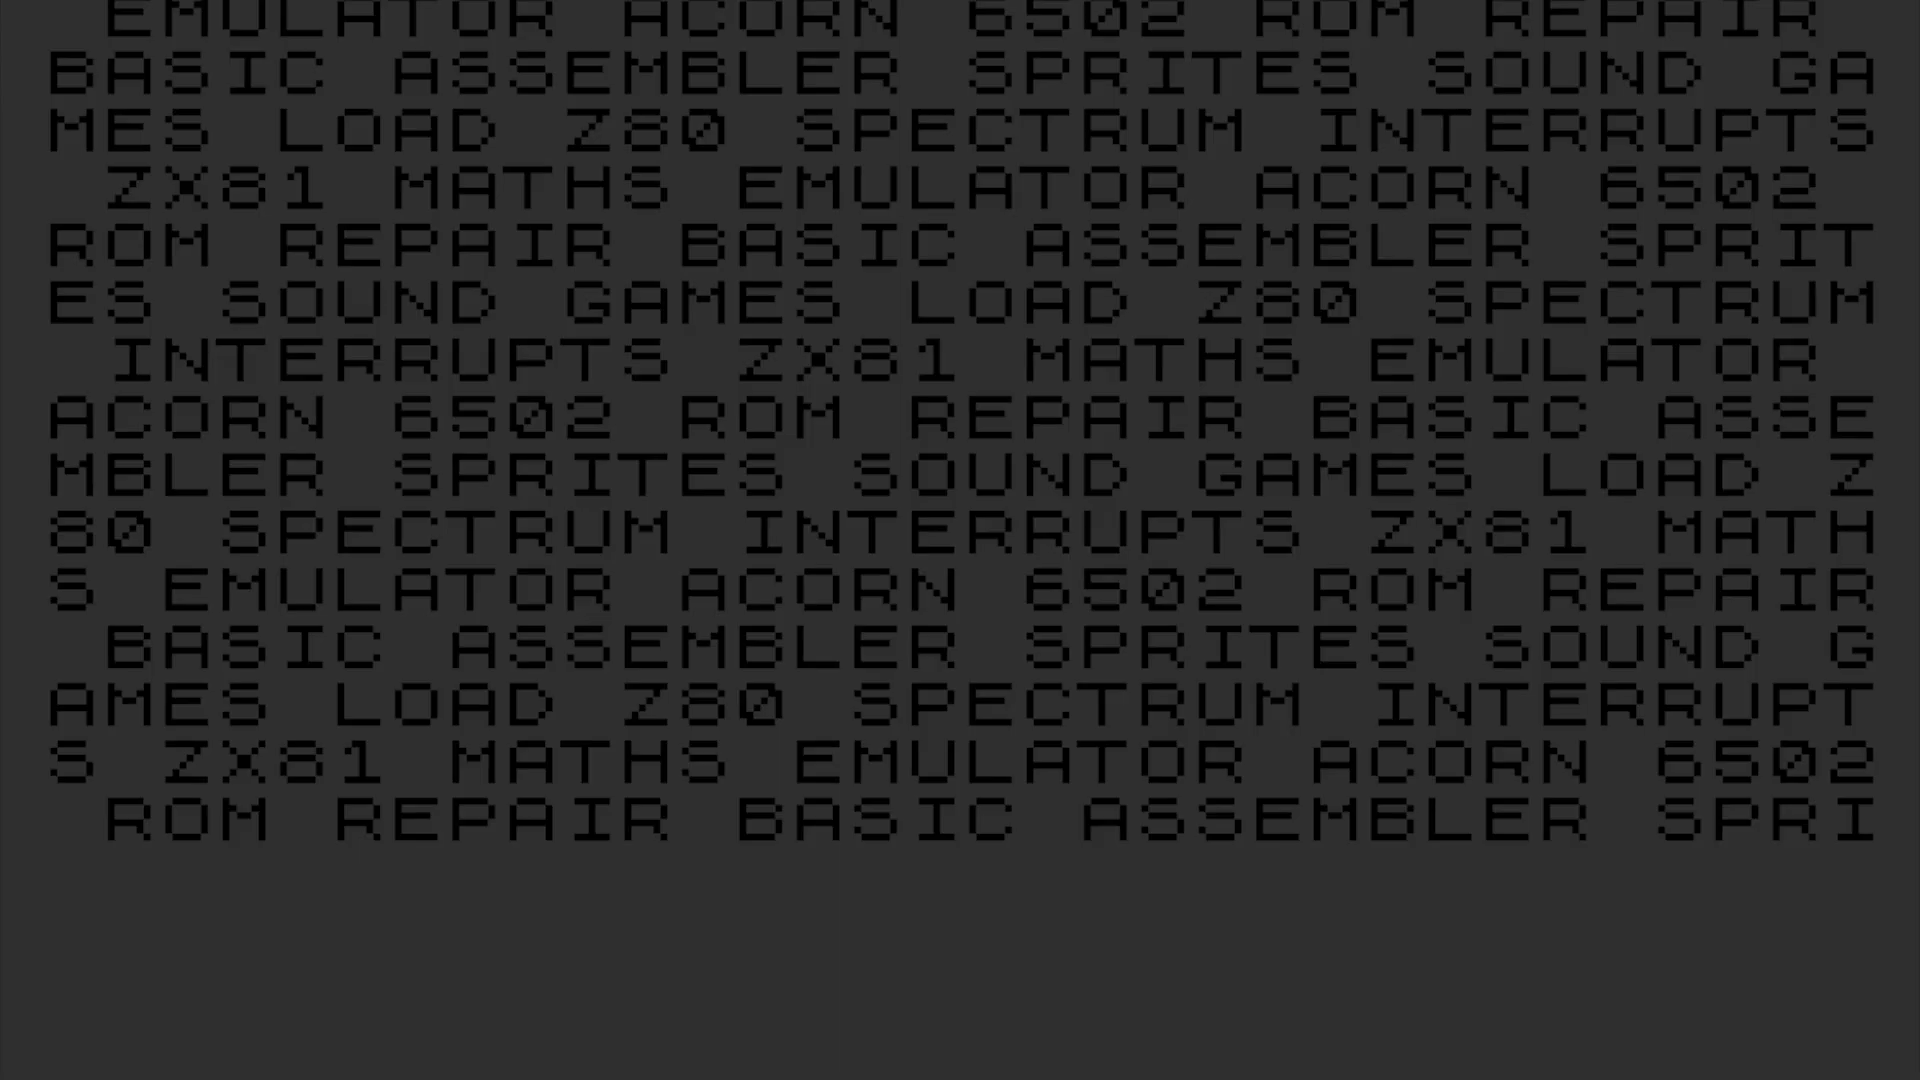 EMULATOR ACORN 6502 ROM REPAIR
BASIC ASSEMBLER SPRITES SOUND GA
MES LOAD Z80 SPECTRUM INTERRUPTS
ZX81 MATHS EMULATOR ACORN 6502
ROM REPAIR BASIC ASSEMBLER SPRIT
ES SOUND GAMES LOAD Z80 SPECTRUM
INTERRUPTS ZX81 MATHS EMULATOR
ACORN 6502 ROM REPAIR BASIC ASSE
MBLER SPRITES SOUND GAMES LOAD Z
80 SPECTRUM INTERRUPTS ZX81 MATH
S EMULATOR ACORN 6502 ROM REPAIR
BASIC ASSEMBLER SPRITES SOUND G
AMES LOAD Z80 SPECTRUM INTERRUPT
S ZX81 MATHS EMULATOR ACORN 6502
ROM REPAIR BASIC ASSEMBLER SPRI